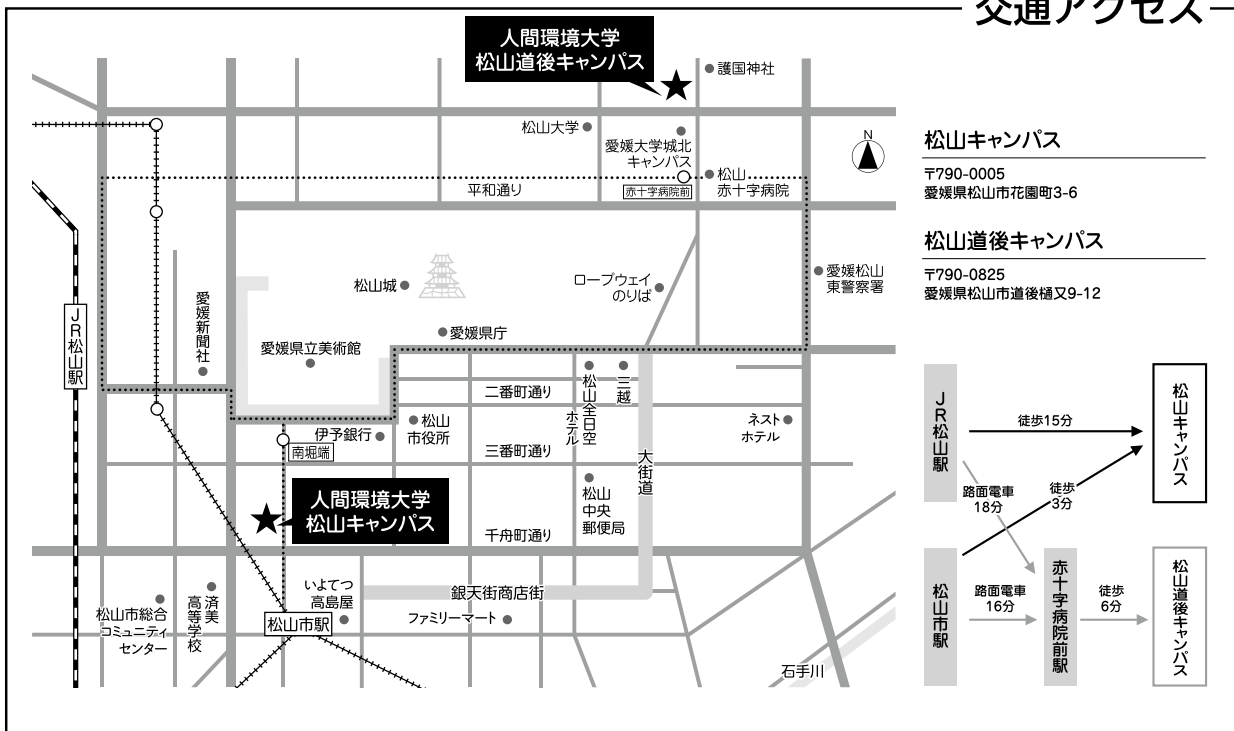 交通アクセス
人間環境大学
松山道後キャンパス
護国神社
松山大学
愛媛大学城北
キャンパス
N
平和通り
赤十字病院前
松山
赤十字病院
松山城
ロープウェイ
のりば
愛媛松山
東警察署
JR松山駅
愛媛新聞社
愛媛県庁
愛媛県立美術館
二番町通り
松山全日空
ホテル
三越
伊予銀行
松山
市役所
ネスト
ホテル
南堀端
三番町通り
大街道
人間環境大学
松山キャンパス
松山
中央
郵便局
千舟町通り
いよてつ
高島屋
銀天街商店街
松山市総合
コミュニティ
センター
済美
高等学校
松山市駅
ファミリーマート
石手川
松山キャンパス
〒790-0005
愛媛県松山市花園町3-6
松山道後キャンパス
〒790-0825
愛媛県松山市道後樋又9-12
JR松山駅
徒歩15分
松山キャンパス
路面電車
18分
徒歩
3分
松山市駅
路面電車
16分
赤十字病院前駅
徒歩
6分
松山道後キャンパス